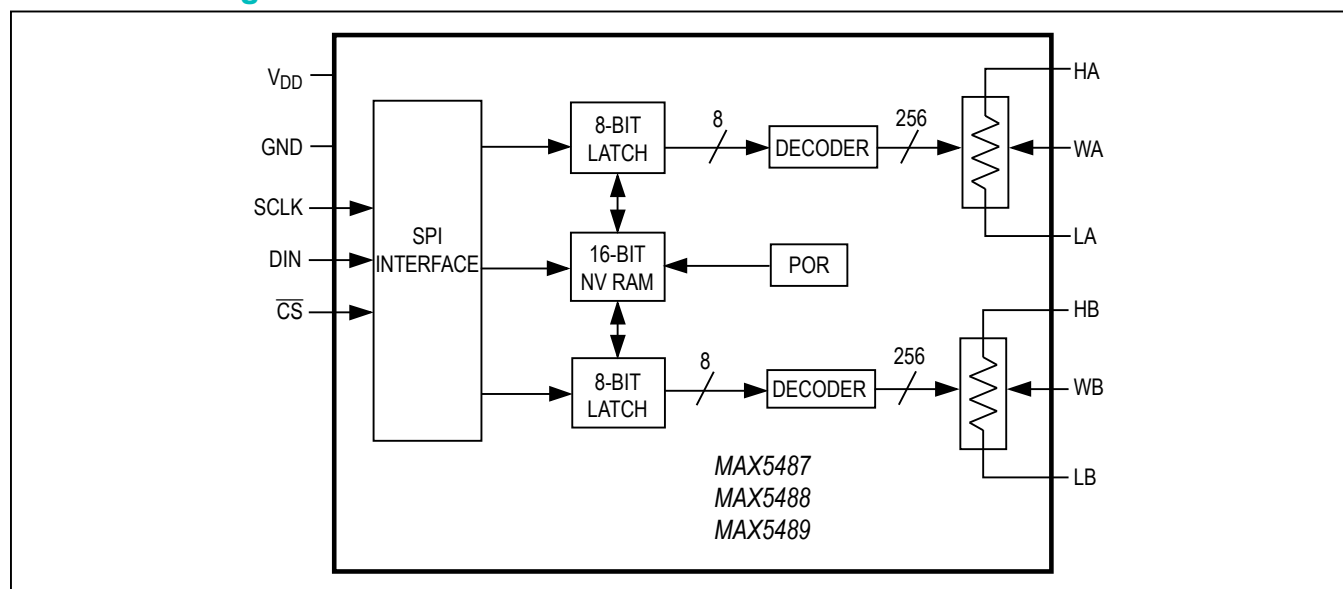 V_DD
GND
SCLK
DIN
C̅S̅
SPI
INTERFACE
8-BIT
LATCH
8
DECODER
256
HA
WA
LA
16-BIT
NV RAM
POR
8-BIT
LATCH
8
DECODER
256
HB
WB
LB
MAX5487
MAX5488
MAX5489